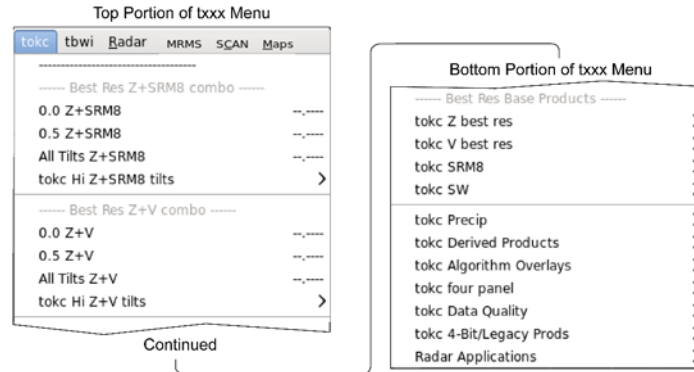 Top Portion of txxx Menu
tokc tbwi Radar MRMS SCAN Maps
--------------------------------
------ Best Res Z+SRM8 combo ------
0.0 Z+SRM8 --.----
0.5 Z+SRM8 --.----
All Tilts Z+SRM8 --.----
tokc Hi Z+SRM8 tilts >
------ Best Res Z+V combo ------
0.0 Z+V --.----
0.5 Z+V --.----
All Tilts Z+V --.----
tokc Hi Z+V tilts >
Continued
Bottom Portion of txxx Menu
------ Best Res Base Products ------
tokc Z best res
tokc V best res
tokc SRM8
tokc SW
tokc Precip
tokc Derived Products
tokc Algorithm Overlays
tokc four panel
tokc Data Quality
tokc 4-Bit/Legacy Prods
Radar Applications